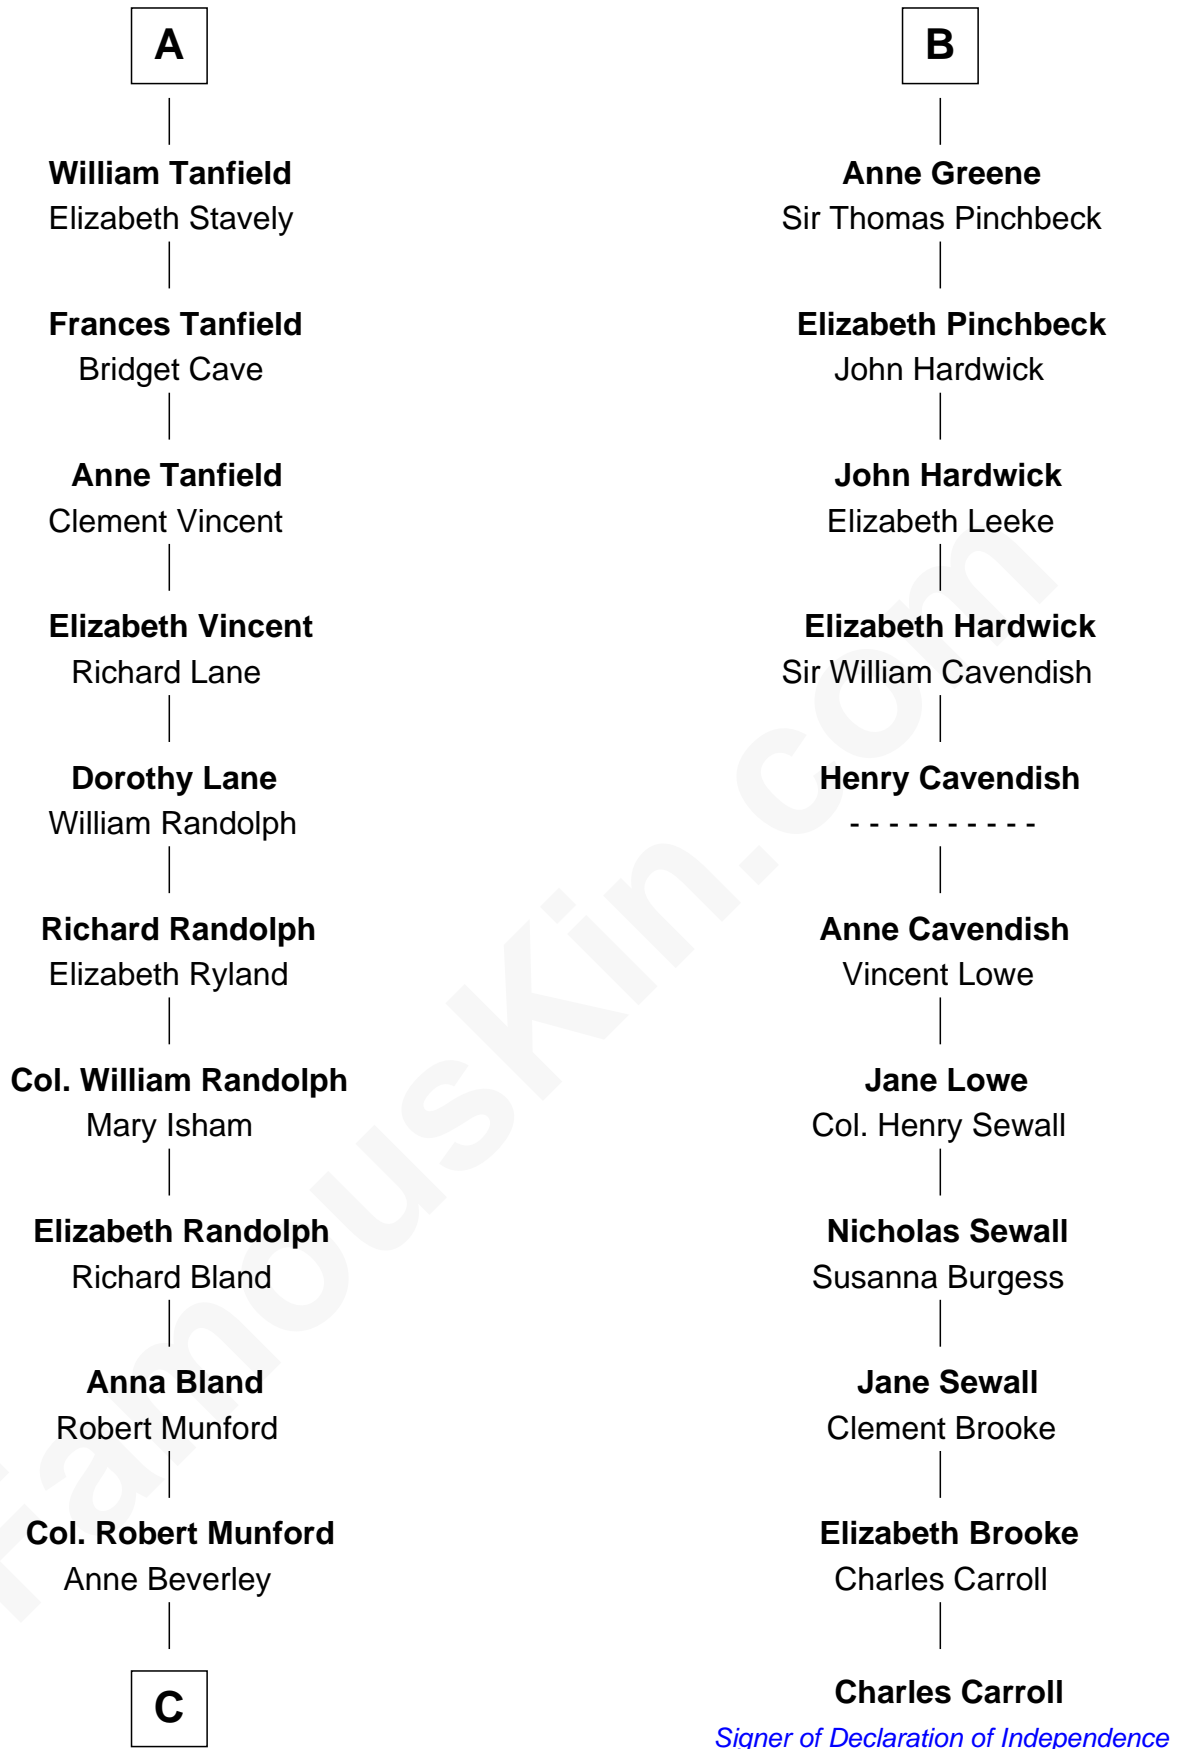 A
William Tanfield
Elizabeth Stavely
Frances Tanfield
Bridget Cave
Anne Tanfield
Clement Vincent
Elizabeth Vincent
Richard Lane
Dorothy Lane
William Randolph
Richard Randolph
Elizabeth Ryland
Col. William Randolph
Mary Isham
Elizabeth Randolph
Richard Bland
Anna Bland
Robert Munford
Col. Robert Munford
Anne Beverley
C
B
Anne Greene
Sir Thomas Pinchbeck
Elizabeth Pinchbeck
John Hardwick
John Hardwick
Elizabeth Leeke
Elizabeth Hardwick
Sir William Cavendish
Henry Cavendish
- - - - - - - - - -
Anne Cavendish
Vincent Lowe
Jane Lowe
Col. Henry Sewall
Nicholas Sewall
Susanna Burgess
Jane Sewall
Clement Brooke
Elizabeth Brooke
Charles Carroll
Charles Carroll
Signer of Declaration of Independence
FamousKin.com